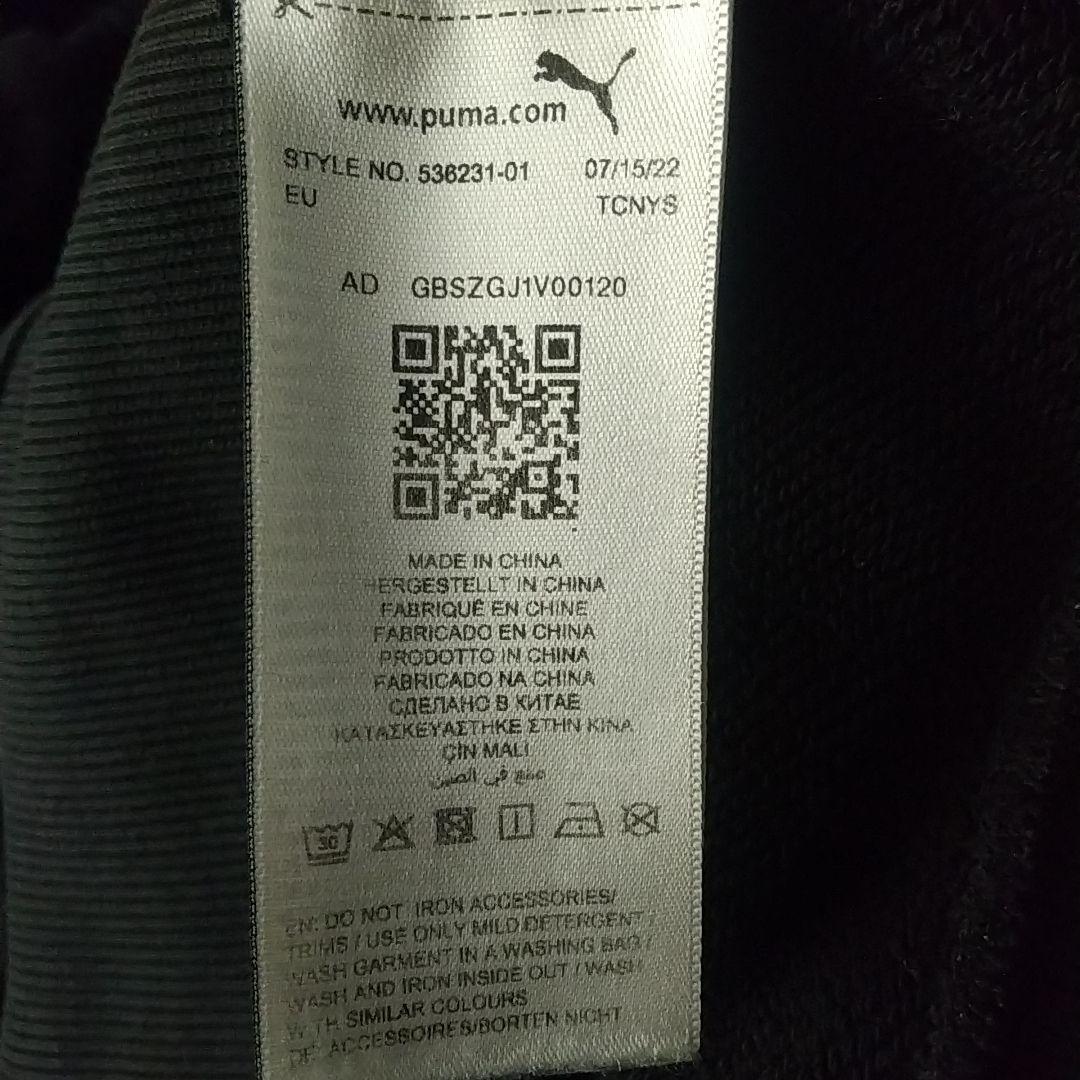 www.puma.com
STYLE NO. 536231-01 07/15/22
EU TCNYS
AD GBSZGJ1V00120
MADE IN CHINA
HERGESTELLT IN CHINA
FABRIQUÉ EN CHINE
FABRICADO EN CHINA
PRODOTTO IN CHINA
FABRICADO NA CHINA
СДЕЛАНО В КИТАЕ
ΚΑΤΑΣΚΕΥΑΣΤΗΚΕ ΣΤΗΝ ΚΙΝΑ
ÇİN MALI
صنع في الصين
30
EN: DO NOT IRON ACCESSORIES/
TRIMS / USE ONLY MILD DETERGENT /
WASH GARMENT IN A WASHING BAG /
WASH AND IRON INSIDE OUT / WASH
WITH SIMILAR COLOURS
DE: ACCESSOIRES/BORTEN NICHT